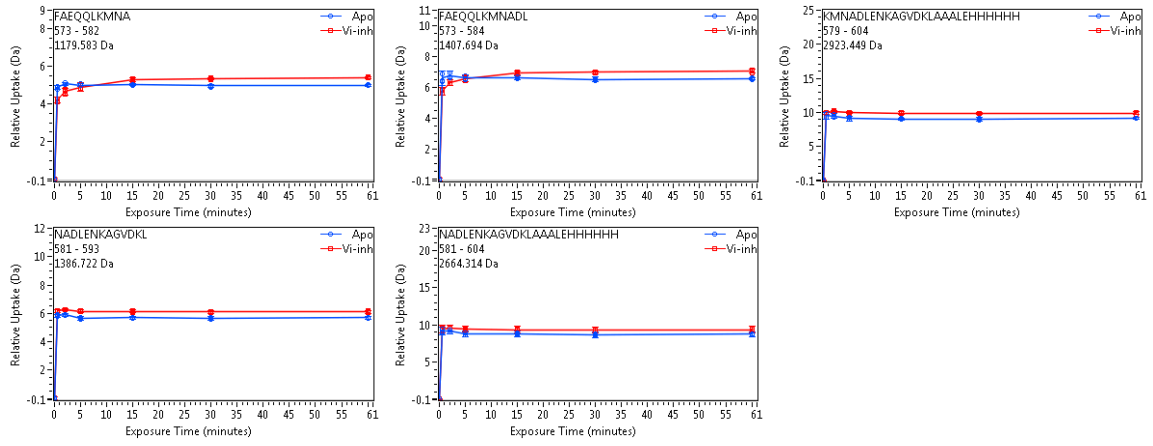 FAEQQLKMNA
573 - 582
1179.583 Da
Apo
Vi-inh
Relative Uptake (Da)
9
8
6
4
2
-0.1
0 5 10 15 20 25 30 35 40 45 50 55 61
Exposure Time (minutes)
FAEQQLKMNADL
573 - 584
1407.694 Da
Apo
Vi-inh
Relative Uptake (Da)
11
10
8
6
4
2
-0.1
0 5 10 15 20 25 30 35 40 45 50 55 61
Exposure Time (minutes)
KMNADLENKAGVDKLAAALEHHHHHH
579 - 604
2923.449 Da
Apo
Vi-inh
Relative Uptake (Da)
25
20
15
10
5
-0.1
0 5 10 15 20 25 30 35 40 45 50 55 61
Exposure Time (minutes)
NADLENKAGVDKL
581 - 593
1386.722 Da
Apo
Vi-inh
Relative Uptake (Da)
12
10
8
6
4
2
-0.1
0 5 10 15 20 25 30 35 40 45 50 55 61
Exposure Time (minutes)
NADLENKAGVDKLAAALEHHHHHH
581 - 604
2664.314 Da
Apo
Vi-inh
Relative Uptake (Da)
23
20
15
10
5
-0.1
0 5 10 15 20 25 30 35 40 45 50 55 61
Exposure Time (minutes)